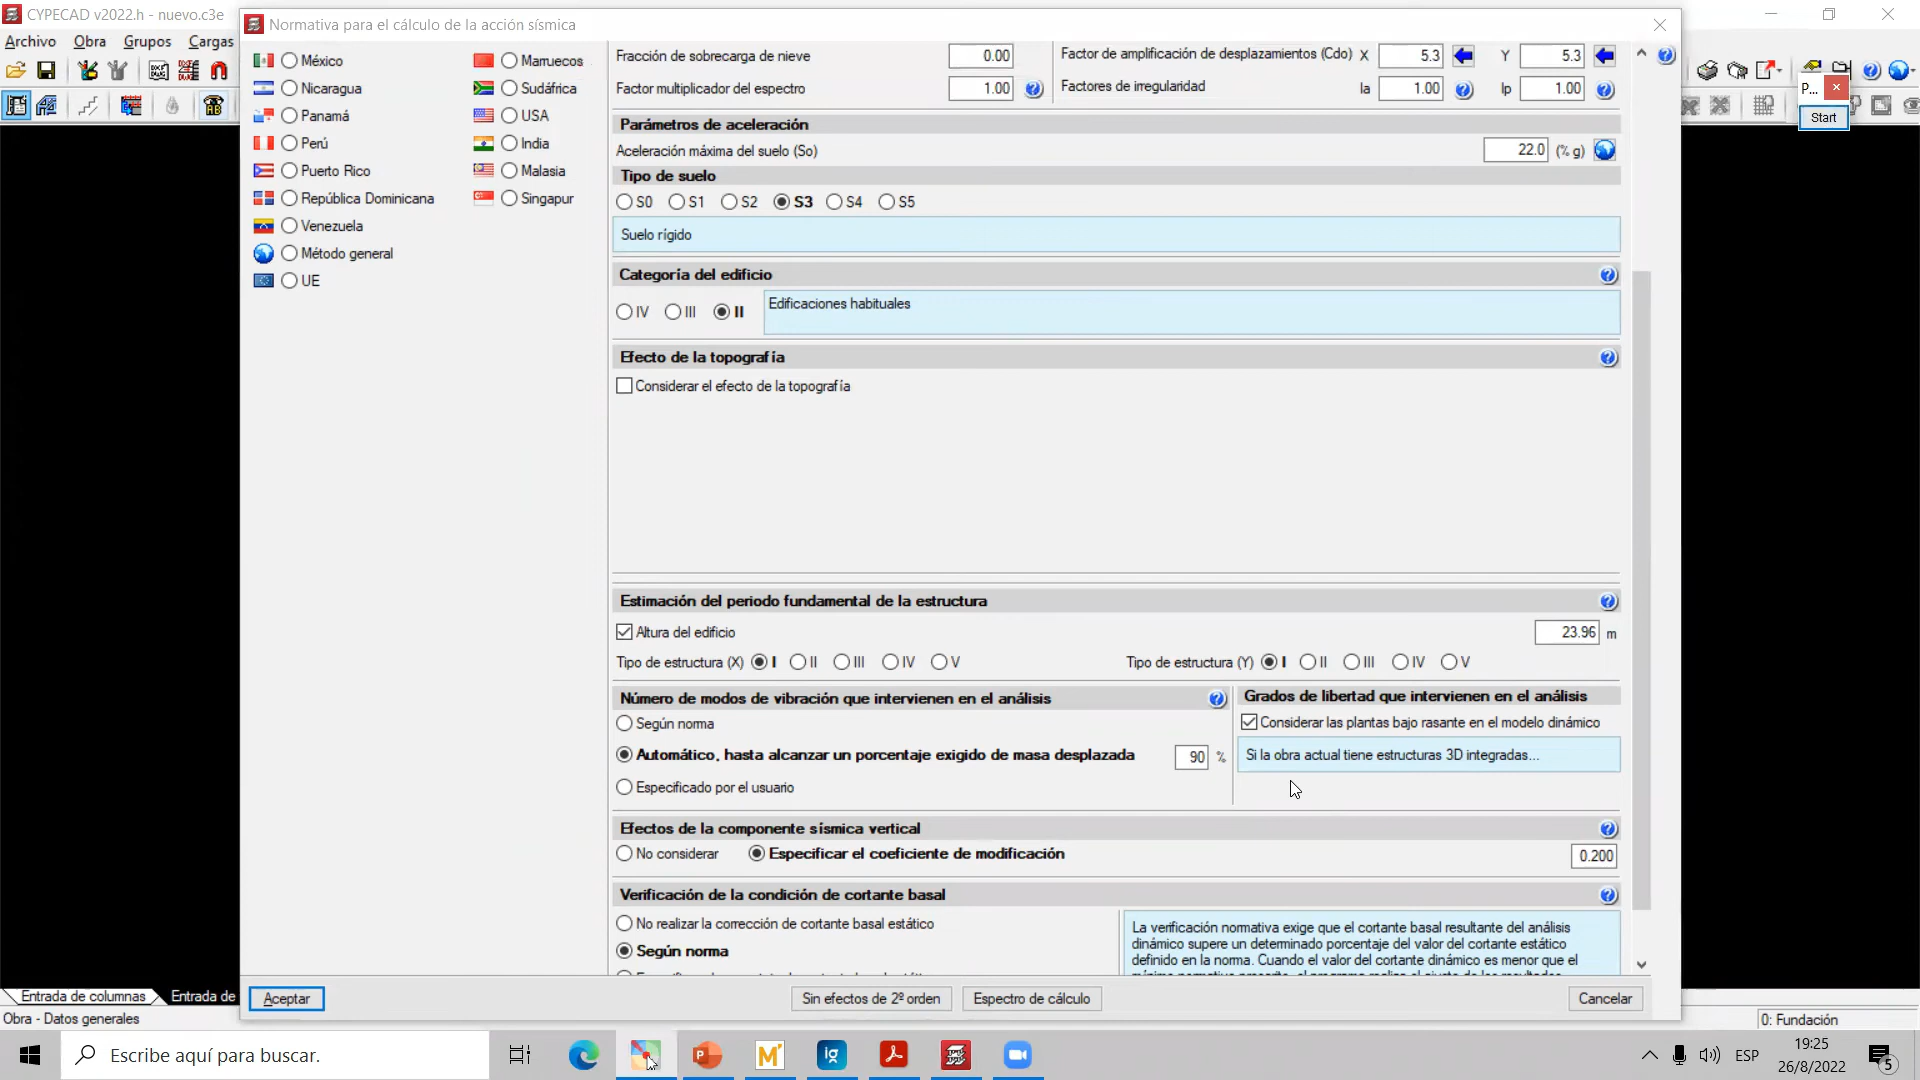 CYPECAD v2022.h - nuevo.c3e
Normativa para el cálculo de la acción sísmica
Archivo Obra Grupos Cargas
México
Nicaragua
Panamá
Perú
Puerto Rico
República Dominicana
Venezuela
Método general
UE
Marruecos
Sudáfrica
USA
India
Malasia
Singapur
Fracción de sobrecarga de nieve 0.00
Factor multiplicador del espectro 1.00
Factor de amplificación de desplazamientos (Cdo) X 5.3 Y 5.3
Factores de irregularidad Ia 1.00 Ip 1.00
Parámetros de aceleración
Aceleración máxima del suelo (So) 22.0 (% g)
Tipo de suelo
S0 S1 S2 S3 S4 S5
Suelo rígido
Categoría del edificio
IV III II Edificaciones habituales
Efecto de la topografía
Considerar el efecto de la topografía
Estimación del periodo fundamental de la estructura
Altura del edificio 23.96 m
Tipo de estructura (X) I II III IV V Tipo de estructura (Y) I II III IV V
Número de modos de vibración que intervienen en el análisis
Según norma
Automático, hasta alcanzar un porcentaje exigido de masa desplazada 90 %
Especificado por el usuario
Grados de libertad que intervienen en el análisis
Considerar las plantas bajo rasante en el modelo dinámico
Si la obra actual tiene estructuras 3D integradas...
Efectos de la componente sísmica vertical
No considerar Especificar el coeficiente de modificación 0.200
Verificación de la condición de cortante basal
No realizar la corrección de cortante basal estático
Según norma
La verificación normativa exige que el cortante basal resultante del análisis
dinámico supere un determinado porcentaje del valor del cortante estático
definido en la norma. Cuando el valor del cortante dinámico es menor que el
Aceptar Sin efectos de 2º orden Espectro de cálculo Cancelar
P...
Start
Entrada de columnas Entrada de
Obra - Datos generales
0: Fundación
Escribe aquí para buscar.
ESP
19:25
26/8/2022
5